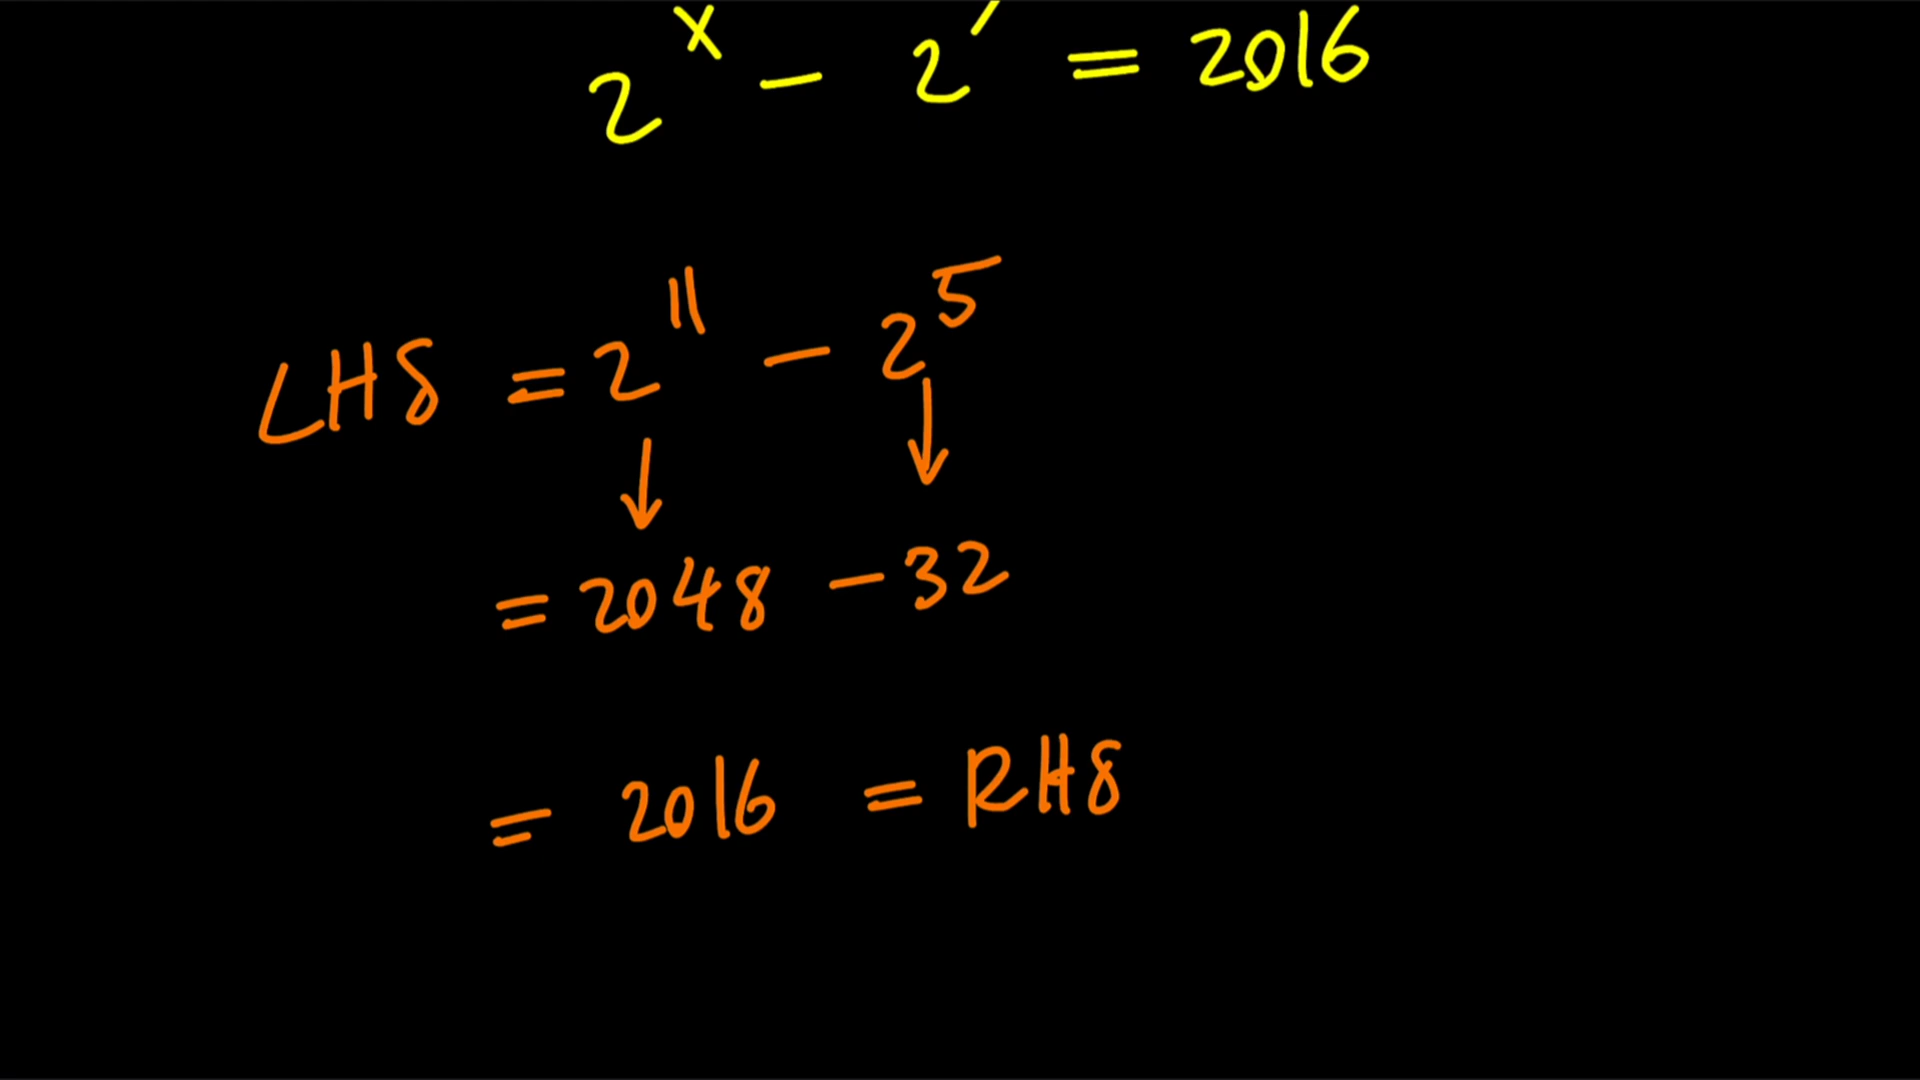 2^x - 2^y = 2016
LHS = 2^11 - 2^5
= 2048 - 32
= 2016 = RHS